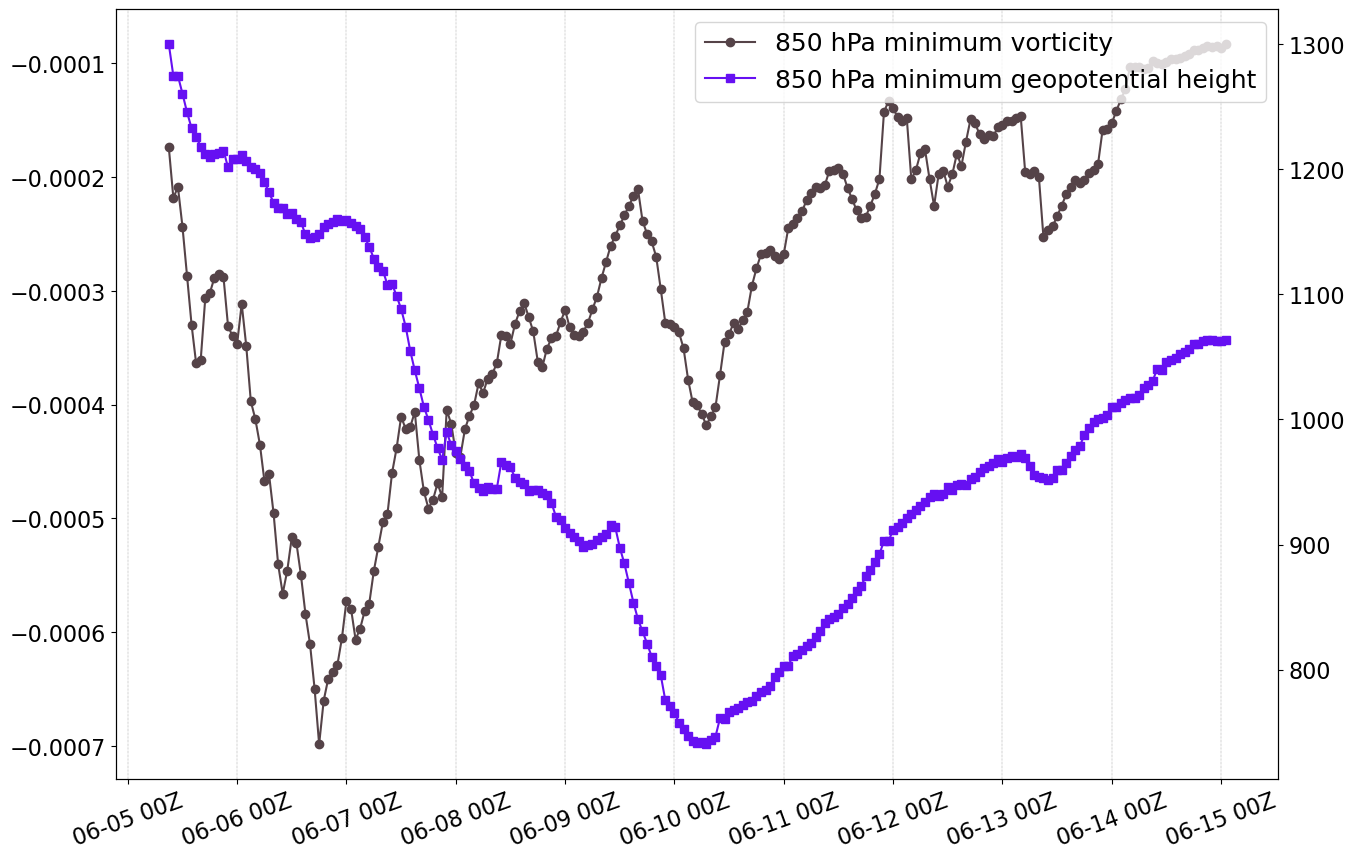 850 hPa minimum vorticity
850 hPa minimum geopotential height
−0.0001
−0.0002
−0.0003
−0.0004
−0.0005
−0.0006
−0.0007
1300
1200
1100
1000
900
800
06-05 00Z
06-06 00Z
06-07 00Z
06-08 00Z
06-09 00Z
06-10 00Z
06-11 00Z
06-12 00Z
06-13 00Z
06-14 00Z
06-15 00Z